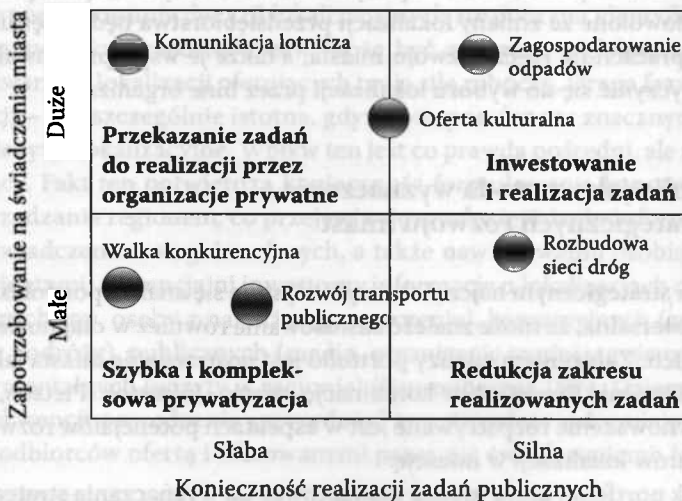 Zapotrzebowanie na świadczenia miasta
Duże
Małe
Komunikacja lotnicza
Zagospodarowanie
odpadów
Oferta kulturalna
Przekazanie zadań
do realizacji przez
organizacje prywatne
Inwestowanie
i realizacja zadań
Walka konkurencyjna
Rozwój transportu
publicznego
Rozbudowa
sieci dróg
Szybka i komplek-
sowa prywatyzacja
Redukcja zakresu
realizowanych zadań
Słaba
Silna
Konieczność realizacji zadań publicznych